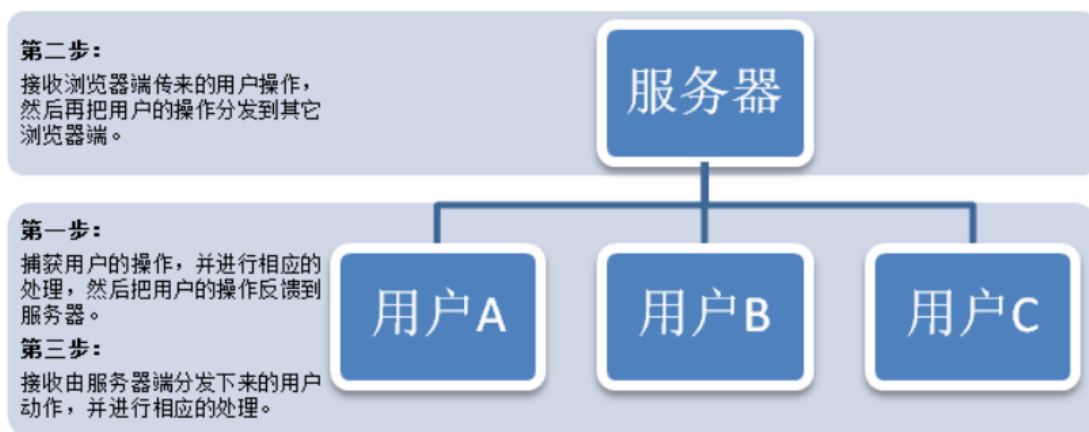 第二步：
接收浏览器端传来的用户操作，
然后再把用户的操作分发到其它
浏览器端。
服务器
第一步：
捕获用户的操作，并进行相应的
处理，然后把用户的操作反馈到
服务器。
第三步：
接收由服务器端分发下来的用户
动作，并进行相应的处理。
用户A
用户B
用户C